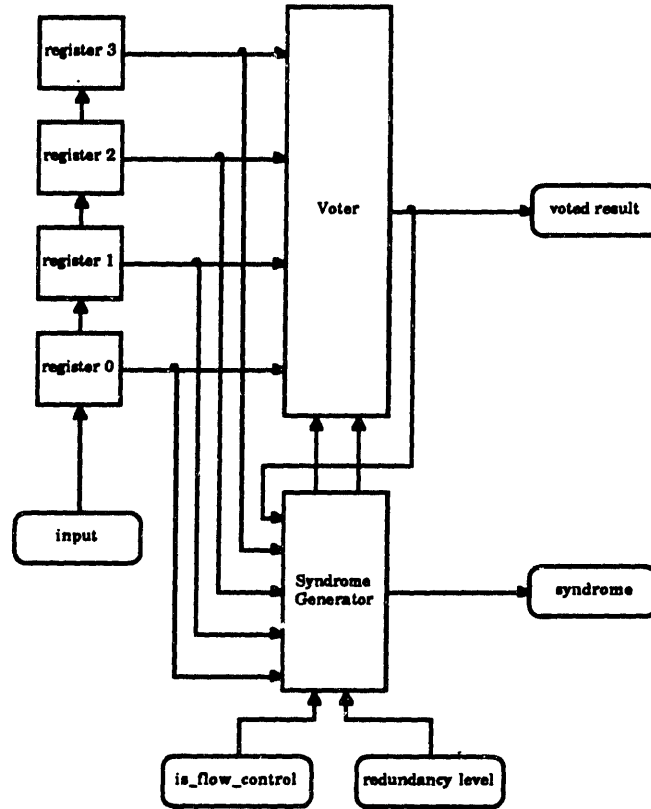 register 3
register 2
Voter
voted result
register 1
register 0
input
Syndrome
Generator
syndrome
is_flow_control
redundancy level